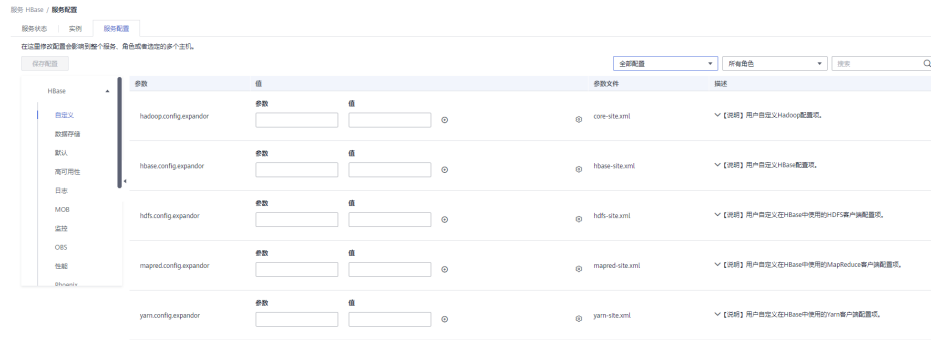 服务 HBase / 服务配置
服务状态 实例 服务配置
在这里修改配置会影响到整个服务、角色或者选定的多个主机。
保存配置 全部配置 所有角色 搜索
HBase
自定义
数据存储
默认
高可用性
日志
MOB
监控
OBS
性能
Phoenix
参数 值 参数文件 描述
参数 值
hadoop.config.expandor core-site.xml 【说明】用户自定义Hadoop配置项。
参数 值
hbase.config.expandor hbase-site.xml 【说明】用户自定义HBase配置项。
参数 值
hdfs.config.expandor hdfs-site.xml 【说明】用户自定义在HBase中使用的HDFS客户端配置项。
参数 值
mapred.config.expandor mapred-site.xml 【说明】用户自定义在HBase中使用的MapReduce客户端配置项。
参数 值
yarn.config.expandor yarn-site.xml 【说明】用户自定义在HBase中使用的Yarn客户端配置项。